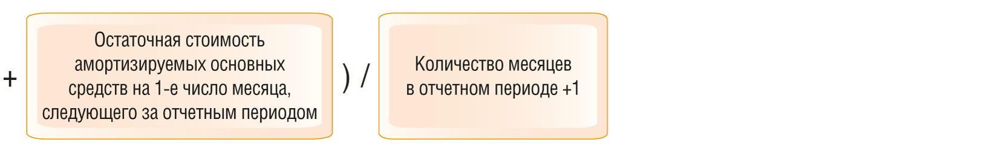 +
Остаточная стоимость
амортизируемых основных
средств на 1-е число месяца,
следующего за отчетным периодом
) /
Количество месяцев
в отчетном периоде +1